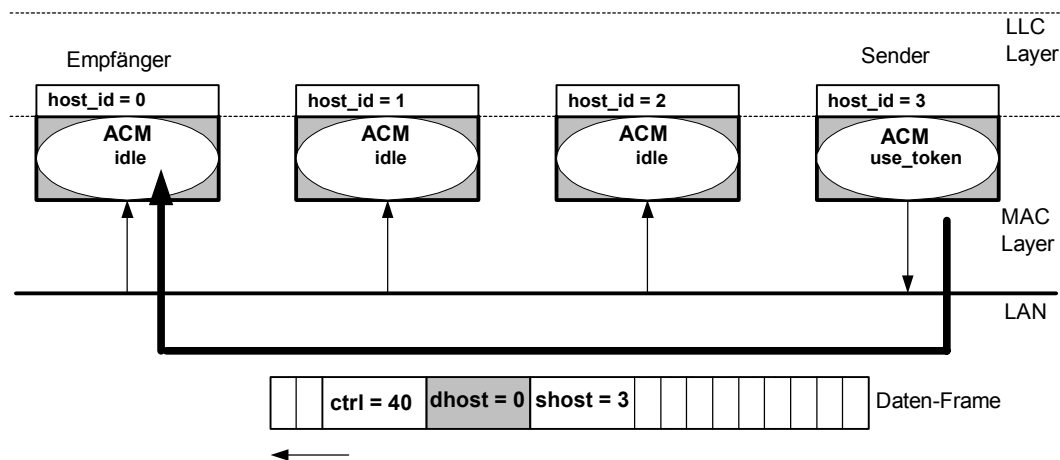 LLC
Layer
Empfänger
Sender
host_id = 0
host_id = 1
host_id = 2
host_id = 3
ACM
idle
ACM
idle
ACM
idle
ACM
use_token
MAC
Layer
LAN
ctrl = 40
dhost = 0
shost = 3
Daten-Frame